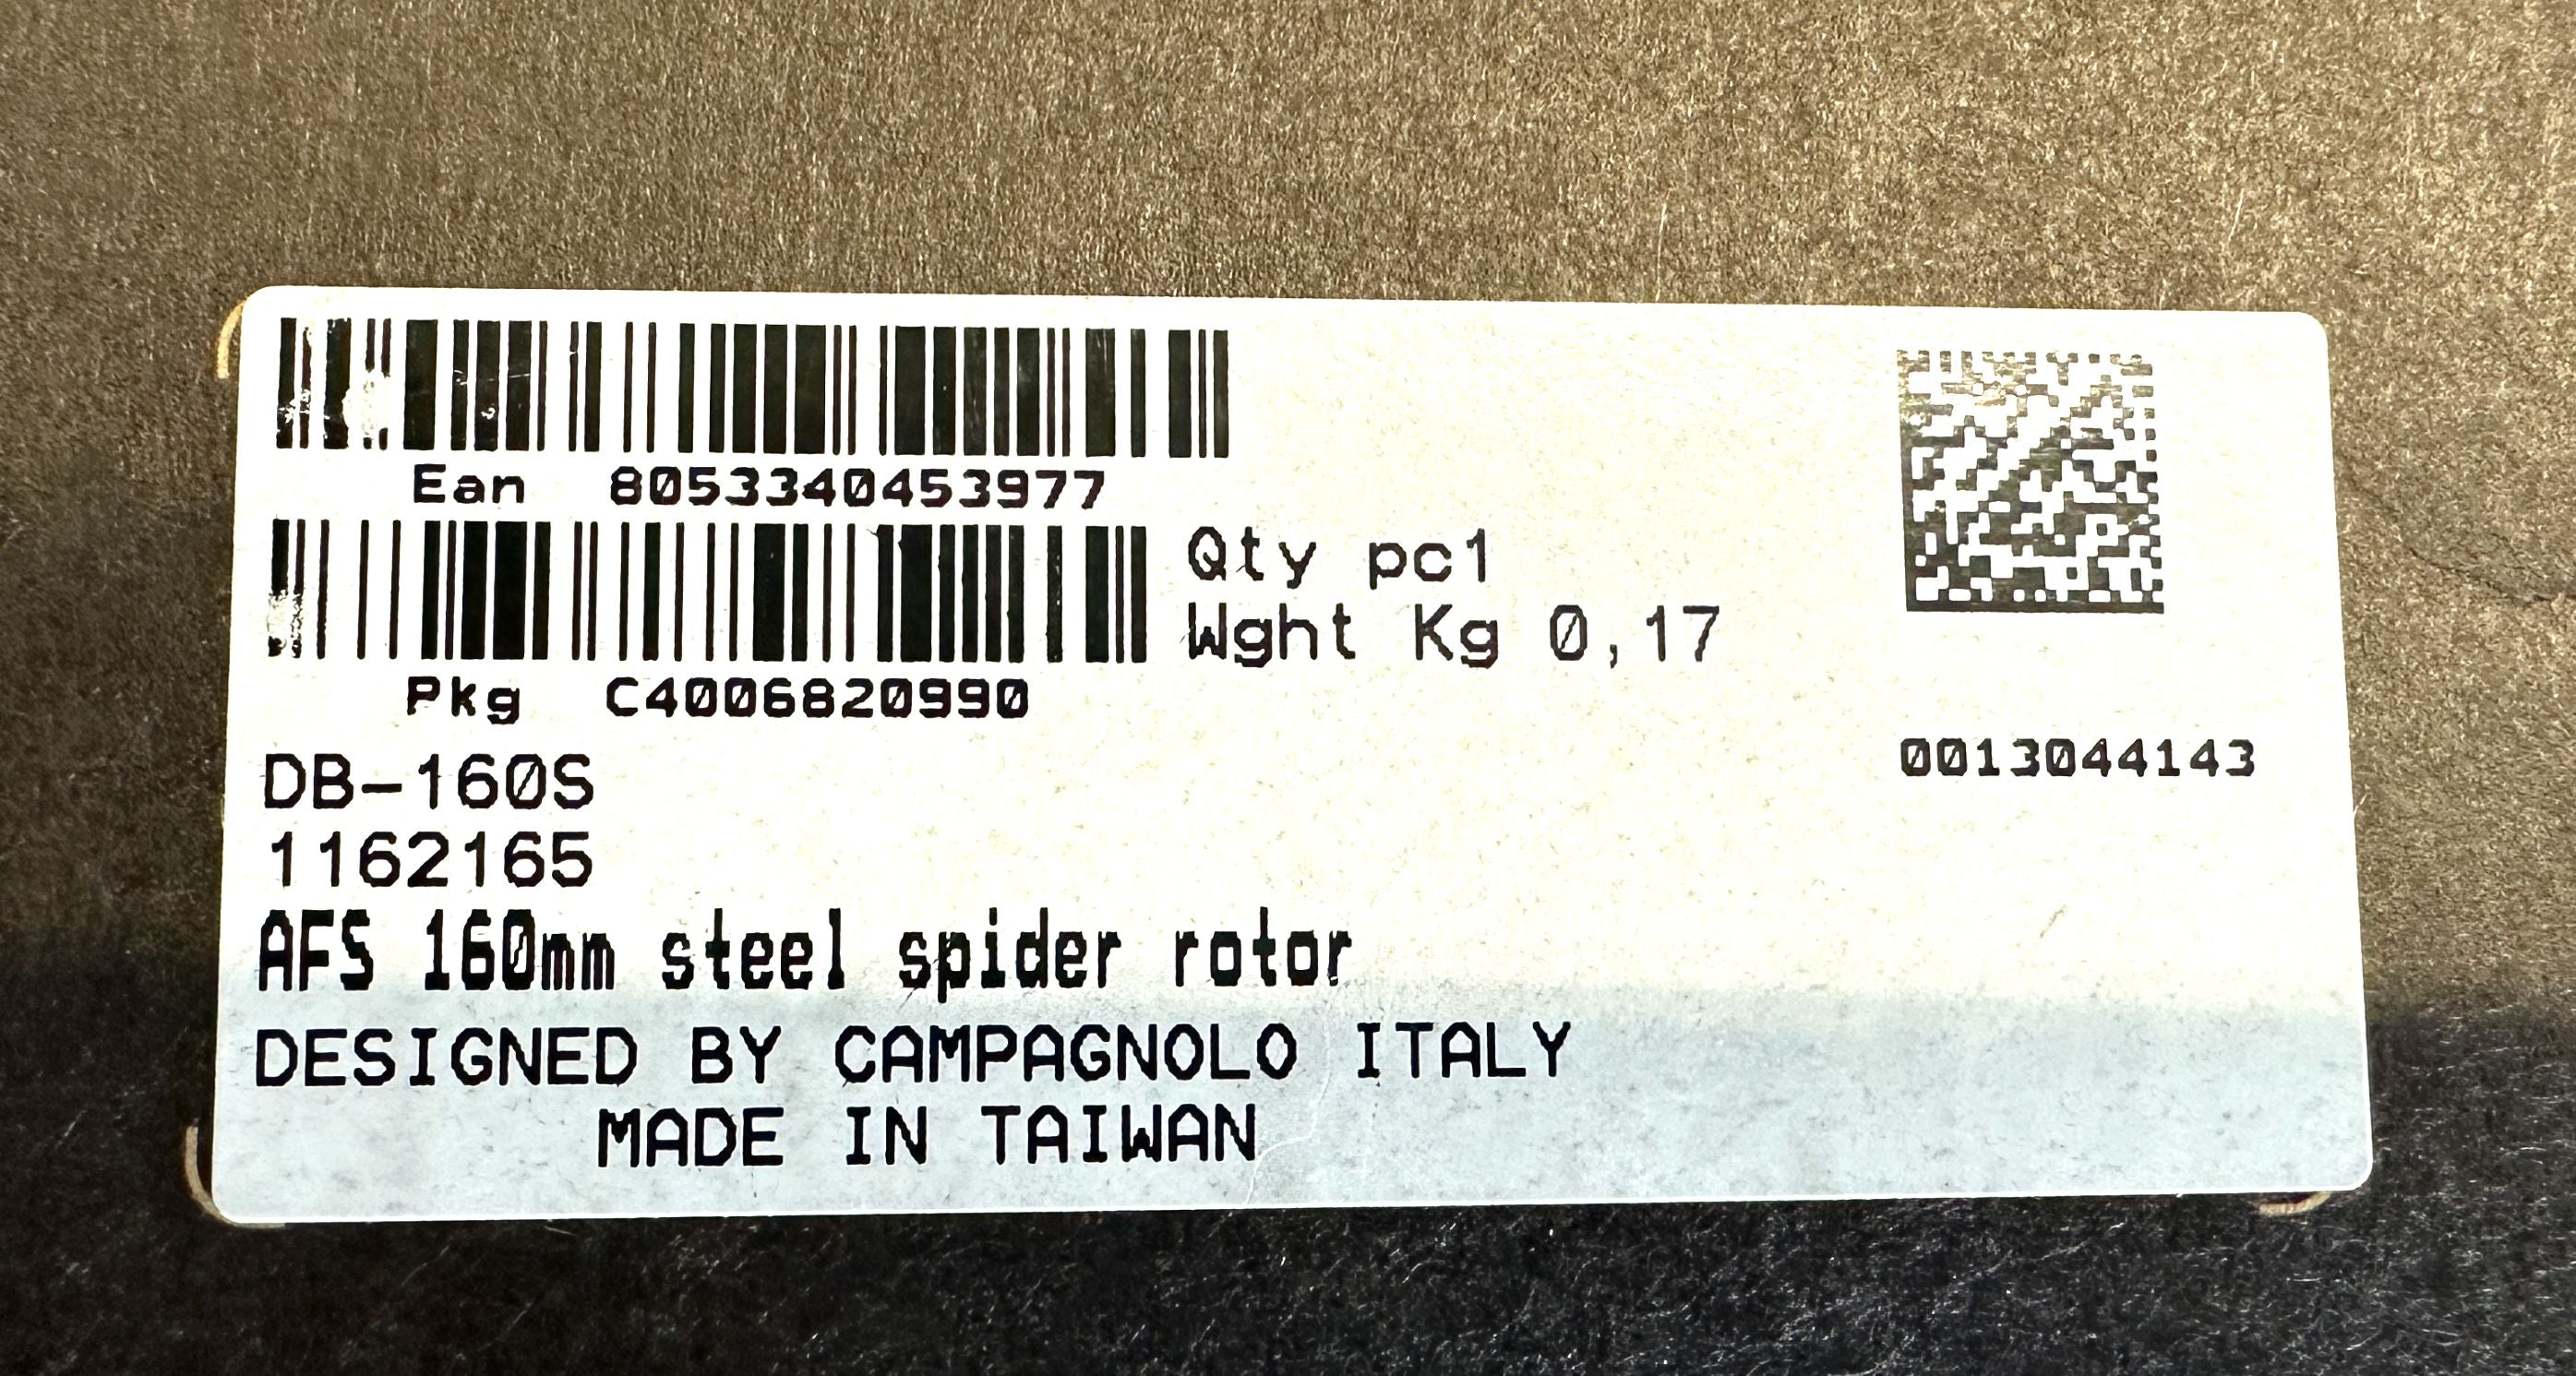 Ean 8053340453977
Qty pc1
Wght Kg 0,17
Pkg C4006820990
0013044143
DB-160S
1162165
AFS 160mm steel spider rotor
DESIGNED BY CAMPAGNOLO ITALY
MADE IN TAIWAN